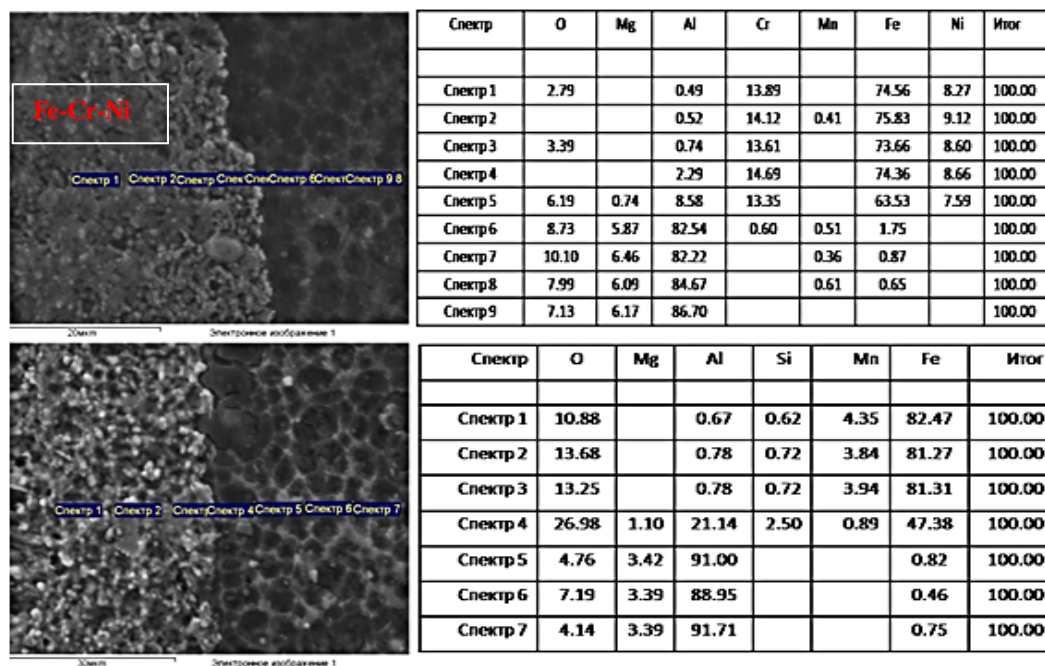 Fe-Cr-Ni
Спектр 1 Спектр 2 Спектр Спект Спек Спектр 6 Спект Спектр 9 8
20мкm Электронное изображение 1
Спектр O Mg Al Cr Mn Fe Ni Итог
Спектр 1 2.79 0.49 13.89 74.56 8.27 100.00
Спектр 2 0.52 14.12 0.41 75.83 9.12 100.00
Спектр 3 3.39 0.74 13.61 73.66 8.60 100.00
Спектр 4 2.29 14.69 74.36 8.66 100.00
Спектр 5 6.19 0.74 8.58 13.35 63.53 7.59 100.00
Спектр 6 8.73 5.87 82.54 0.60 0.51 1.75 100.00
Спектр 7 10.10 6.46 82.22 0.36 0.87 100.00
Спектр 8 7.99 6.09 84.67 0.61 0.65 100.00
Спектр 9 7.13 6.17 86.70 100.00
Спектр 1 Спектр 2 Спектр 4 Спектр 5 Спектр 6 Спектр 7
30мкm Электронное изображение 1
Спектр O Mg Al Si Mn Fe Итог
Спектр 1 10.88 0.67 0.62 4.35 82.47 100.00
Спектр 2 13.68 0.78 0.72 3.84 81.27 100.00
Спектр 3 13.25 0.78 0.72 3.94 81.31 100.00
Спектр 4 26.98 1.10 21.14 2.50 0.89 47.38 100.00
Спектр 5 4.76 3.42 91.00 0.82 100.00
Спектр 6 7.19 3.39 88.95 0.46 100.00
Спектр 7 4.14 3.39 91.71 0.75 100.00